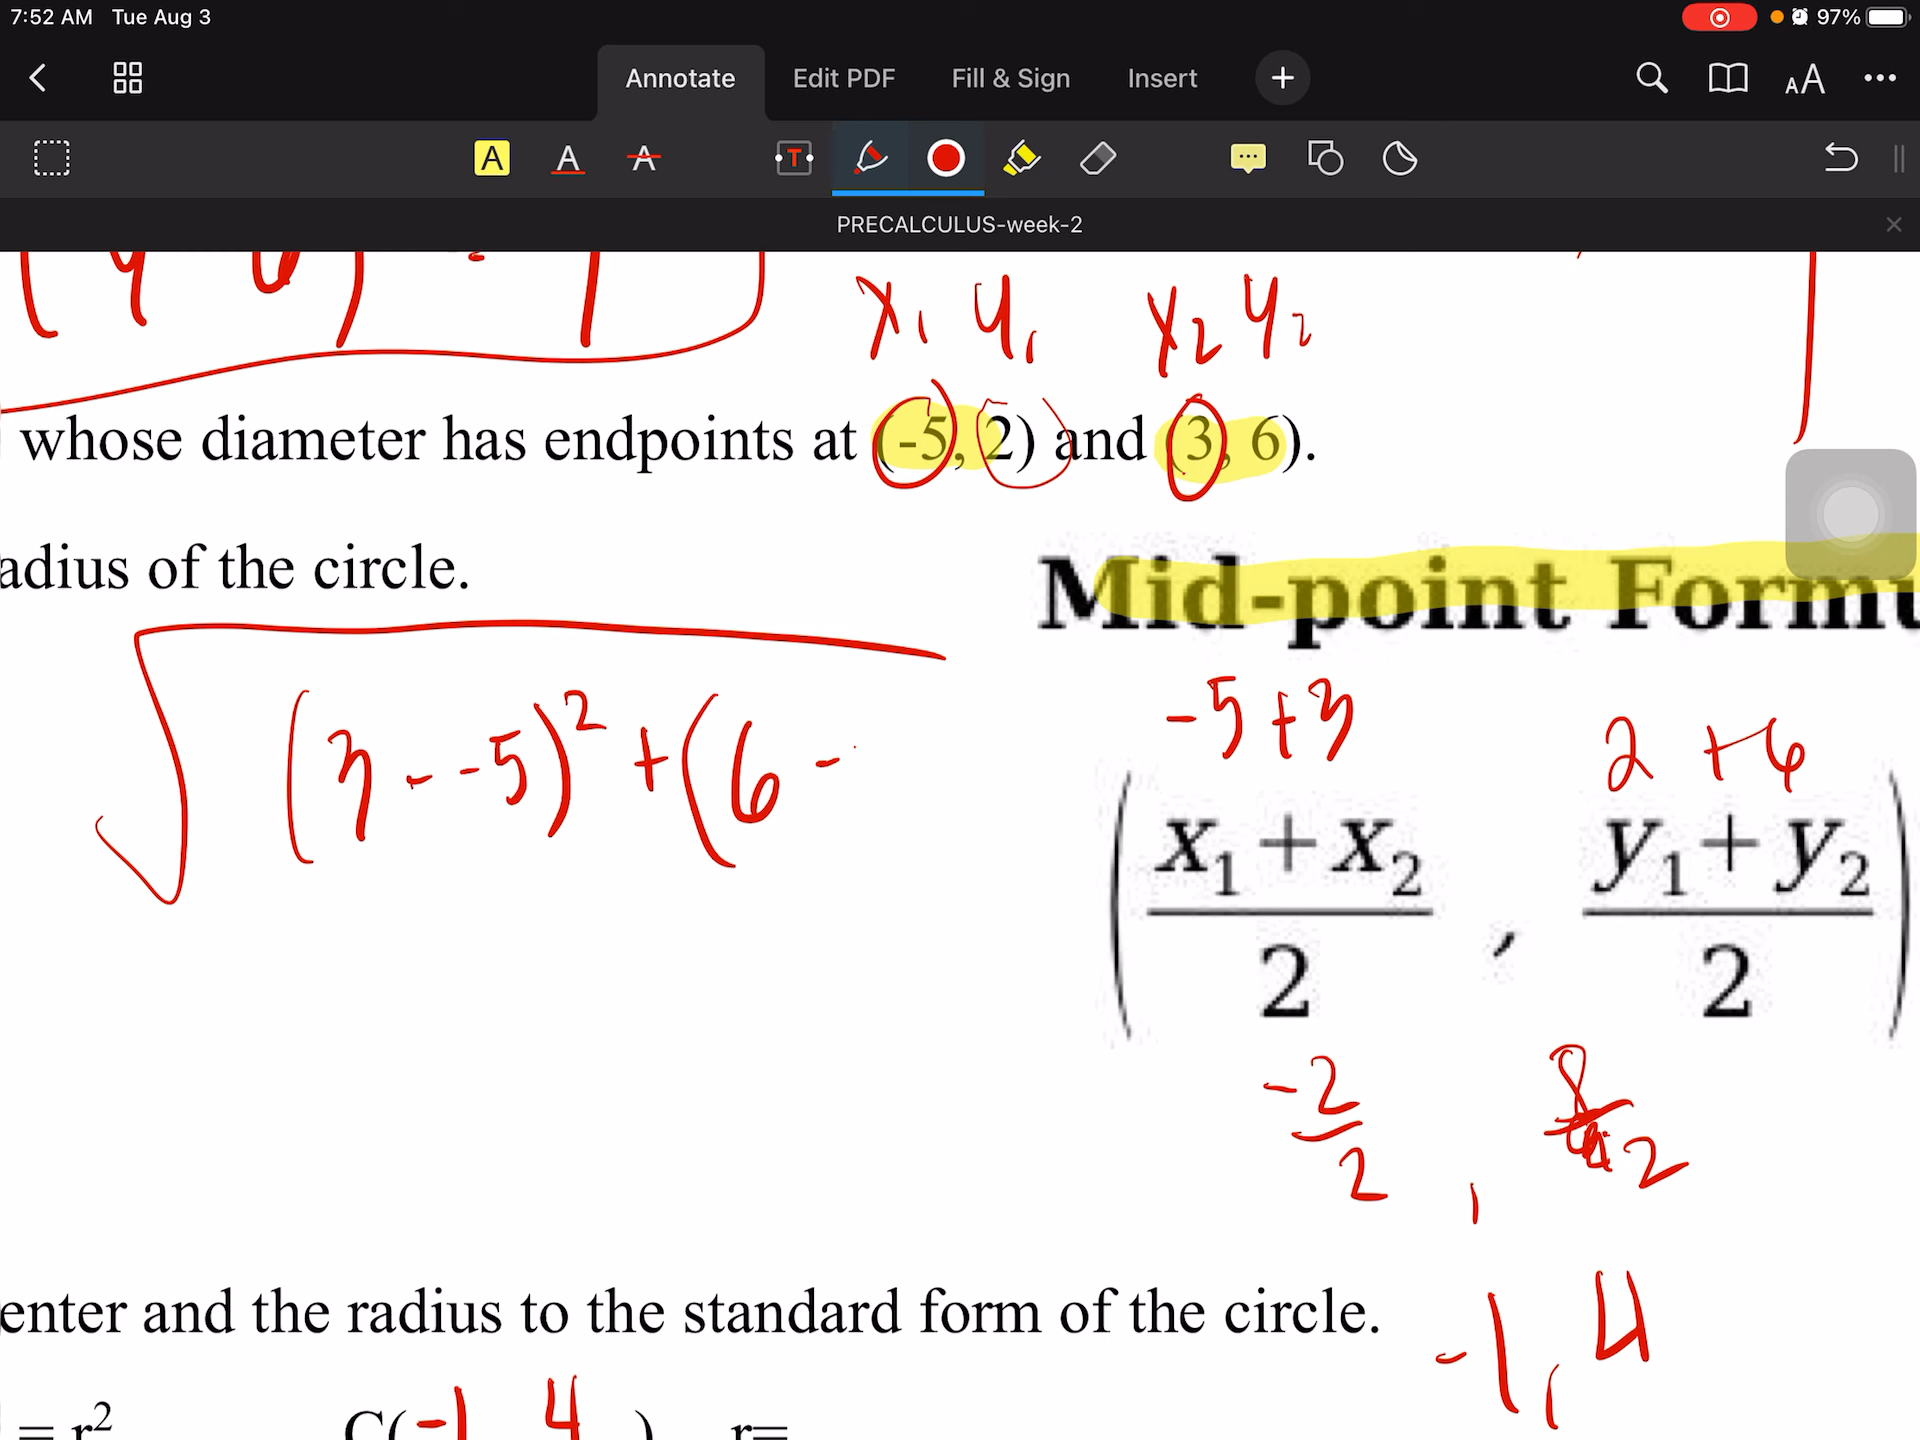 7:52 AM Tue Aug 3 97%
Annotate Edit PDF Fill & Sign Insert
PRECALCULUS-week-2
x₁ y₁ x₂ y₂
whose diameter has endpoints at (-5, 2) and (3, 6).
adius of the circle.
Mid-point Formu
√(3 - -5)² + (6 -
-5 + 3
2 + 6
(x₁ + x₂ / 2 , y₁ + y₂ / 2)
-2/2 , 8/2
enter and the radius to the standard form of the circle.
-1, 4
= r² C(-1 4 ) r=